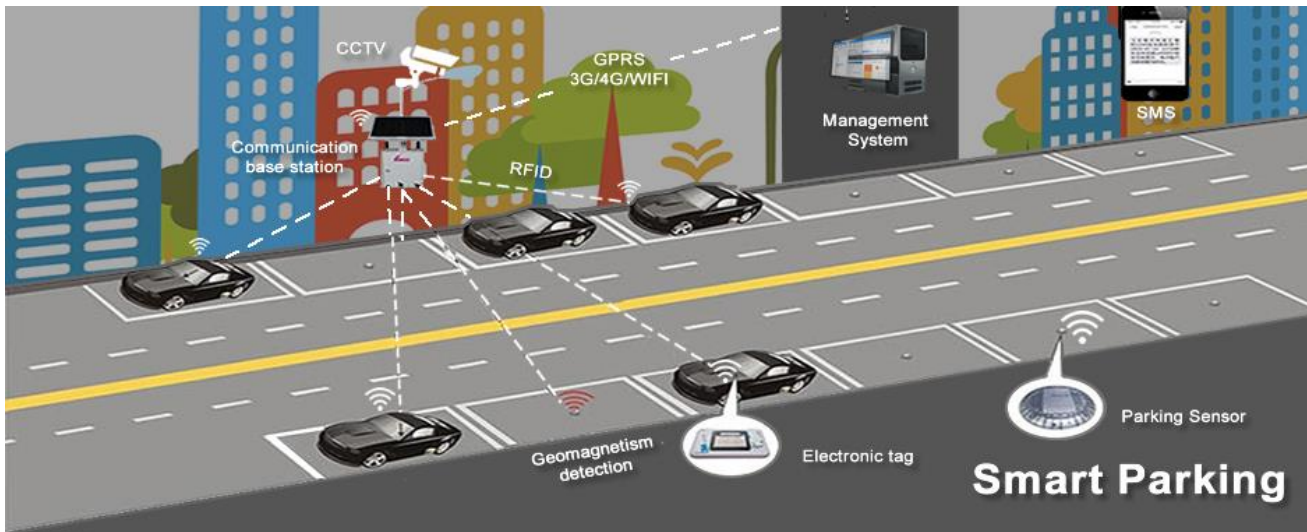 CCTV
GPRS
3G/4G/WIFI
Management
System
SMS
Communication
base station
RFID
Geomagnetism
detection
Electronic tag
Parking Sensor
Smart Parking